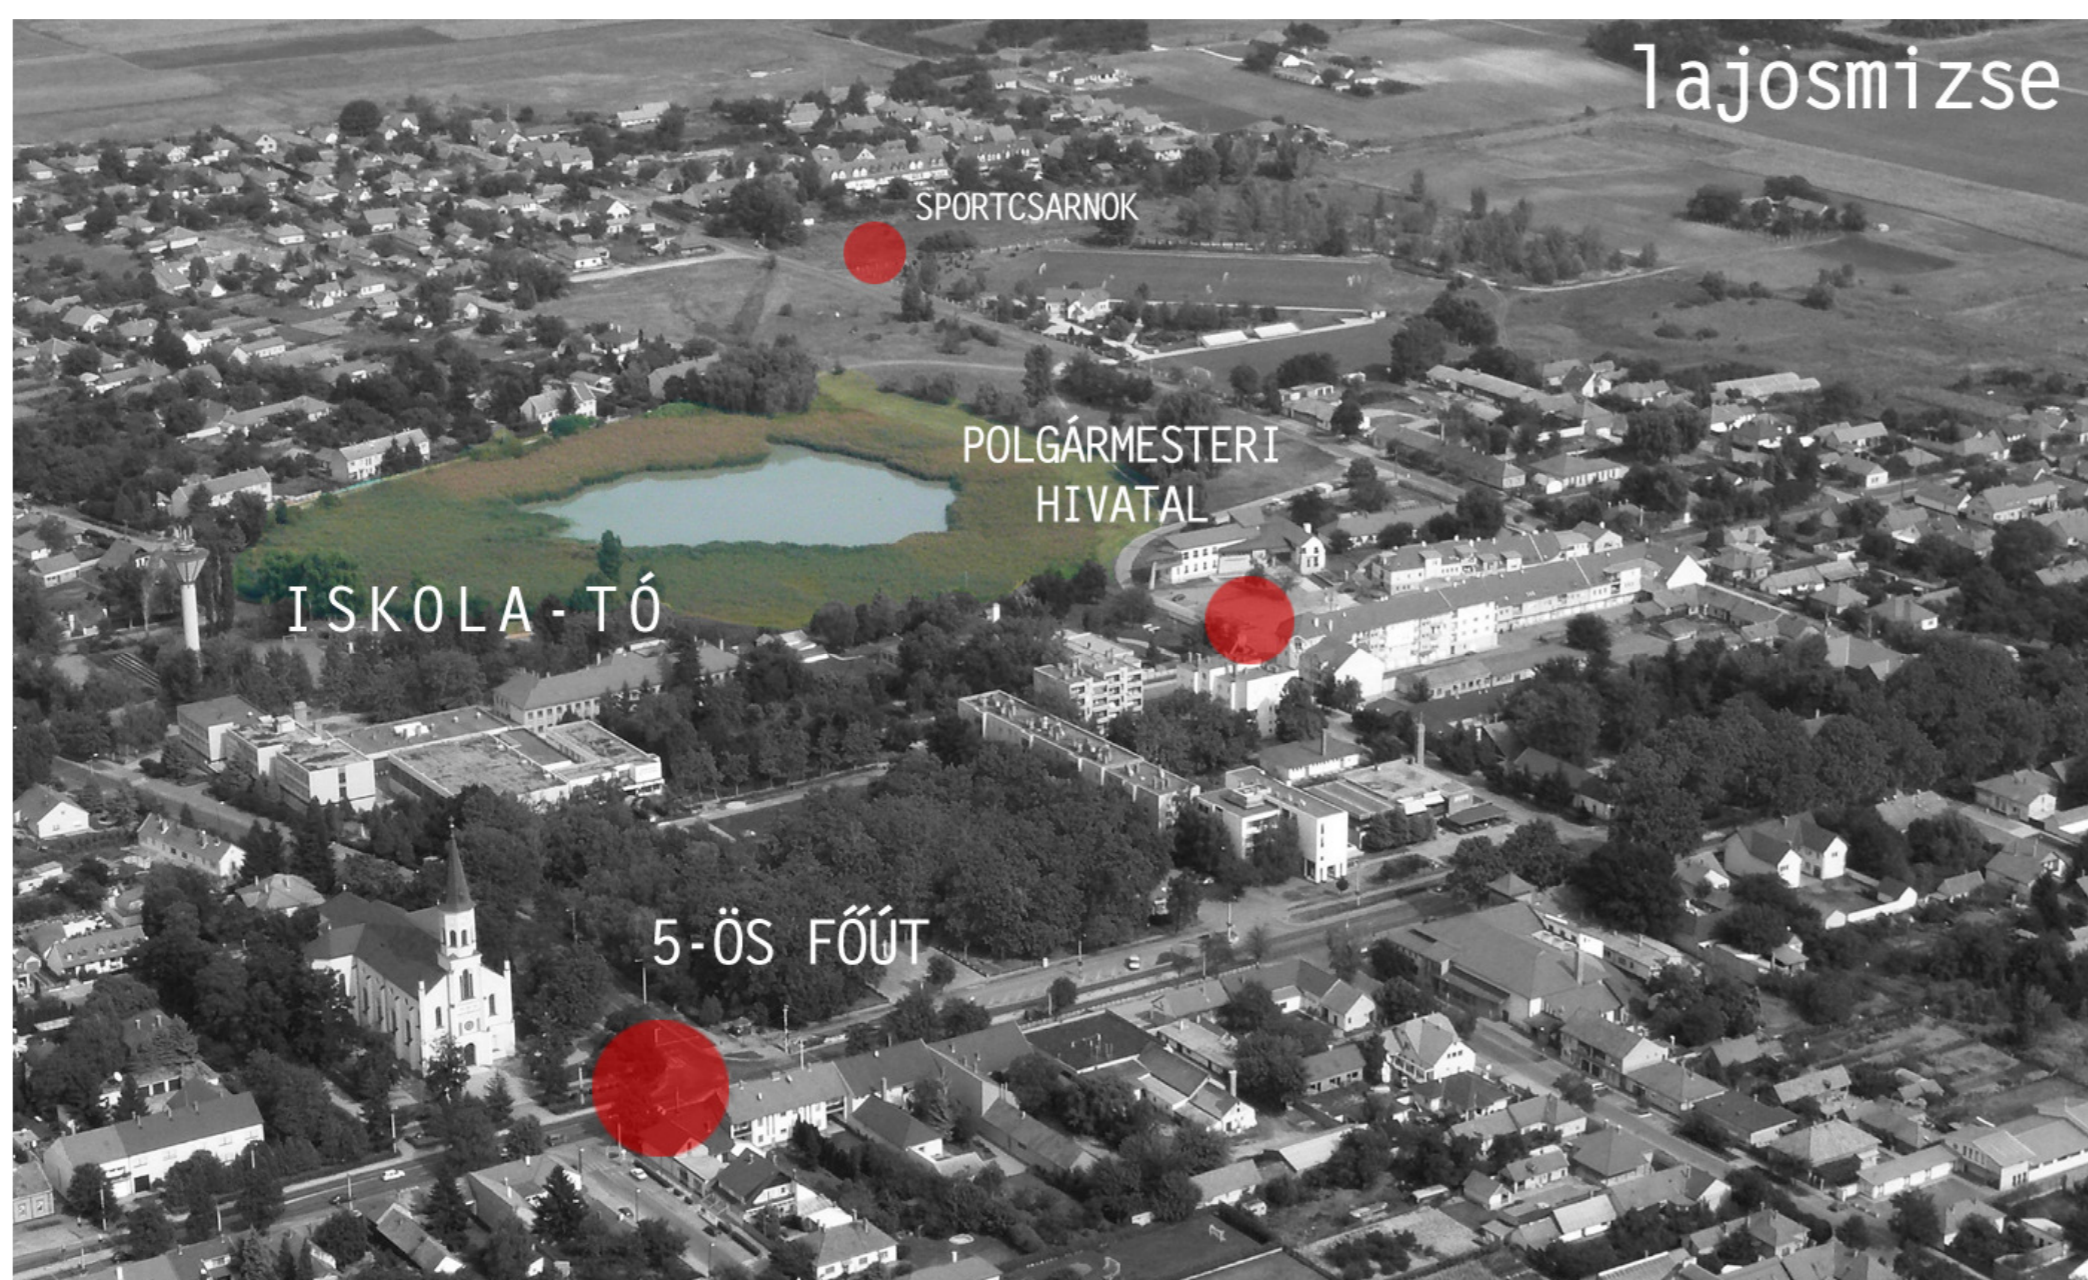 lajosmizse
SPORTCSARNOK
POLGÁRMESTERI
HIVATAL
ISKOLA-TÓ
5-ÖS FŐÚT